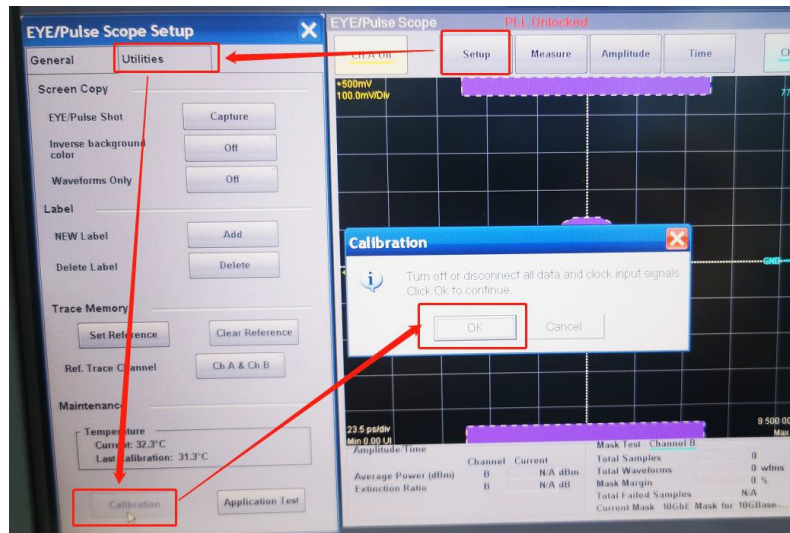 EYE/Pulse Scope Setup
General
Utilities
Screen Copy
EYE/Pulse Shot
Capture
Inverse background
color
Off
Waveforms Only
Off
Label
NEW Label
Add
Delete Label
Delete
Trace Memory
Set Reference
Clear Reference
Ref. Trace Channel
Ch A & Ch B
Maintenance
Temperature
Current: 32.3°C
Last Calibration: 31.3°C
Calibration
Application Test
EYE/Pulse Scope
PLL Unlocked
Ch A On
Setup
Measure
Amplitude
Time
+500mV
100.0mV/Div
Calibration
Turn off or disconnect all data and clock input signals.
Click Ok to continue.
OK
Cancel
GND
23.5 ps/div
Min 0.00 UI
Amplitude/Time
Channel Current
Average Power (dBm) B N/A dBm
Extinction Ratio B N/A dB
Mask Test Channel B
Total Samples 0
Total Waveforms 0 wfms
Mask Margin 0 %
Total Failed Samples N/A
Current Mask 10GbE Mask for 10GBase-...